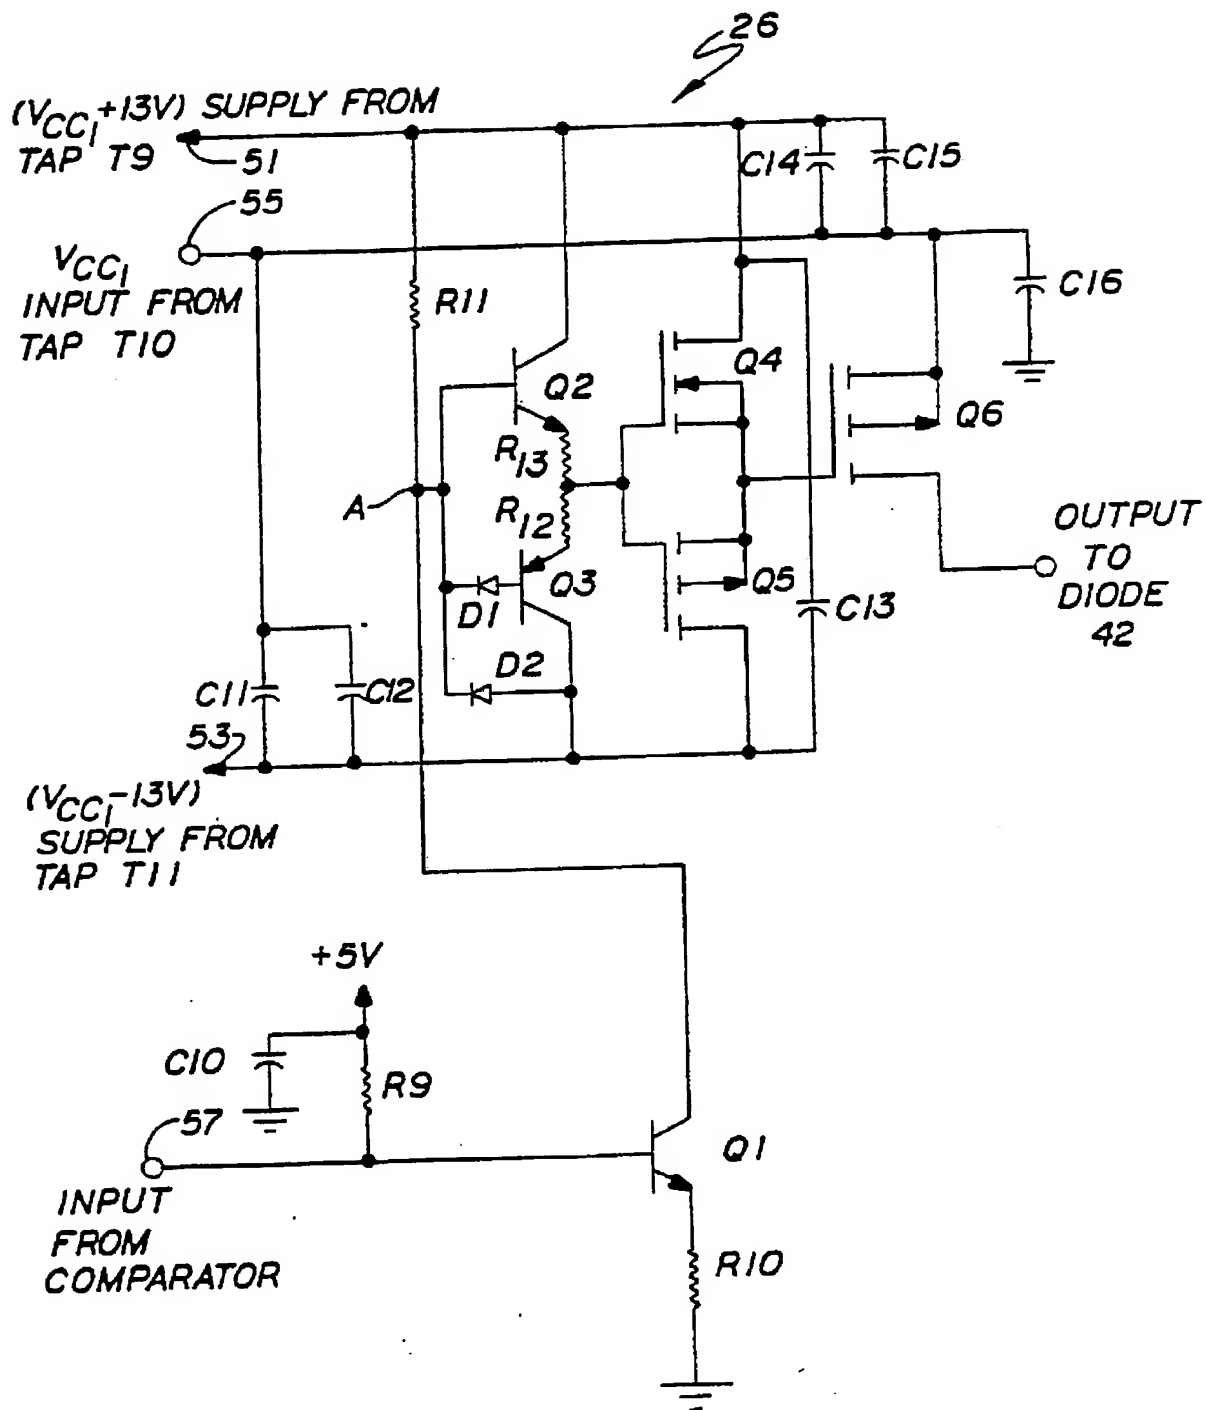 26
(VCC1+13V) SUPPLY FROM
TAP T9
51
55
VCC1
INPUT FROM
TAP T10
C14
C15
C16
R11
Q2
Q4
Q6
R13
A
R12
Q3
D1
Q5
C13
OUTPUT
TO
DIODE
42
D2
C11
C12
53
(VCC1-13V)
SUPPLY FROM
TAP T11
+5V
C10
R9
57
Q1
INPUT
FROM
COMPARATOR
R10